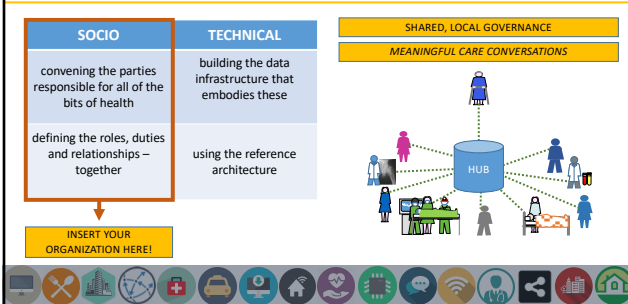 SOCIO
TECHNICAL
convening the parties
responsible for all of the
bits of health
building the data
infrastructure that
embodies these
defining the roles, duties
and relationships –
together
using the reference
architecture
INSERT YOUR
ORGANIZATION HERE!
SHARED, LOCAL GOVERNANCE
MEANINGFUL CARE CONVERSATIONS
HUB